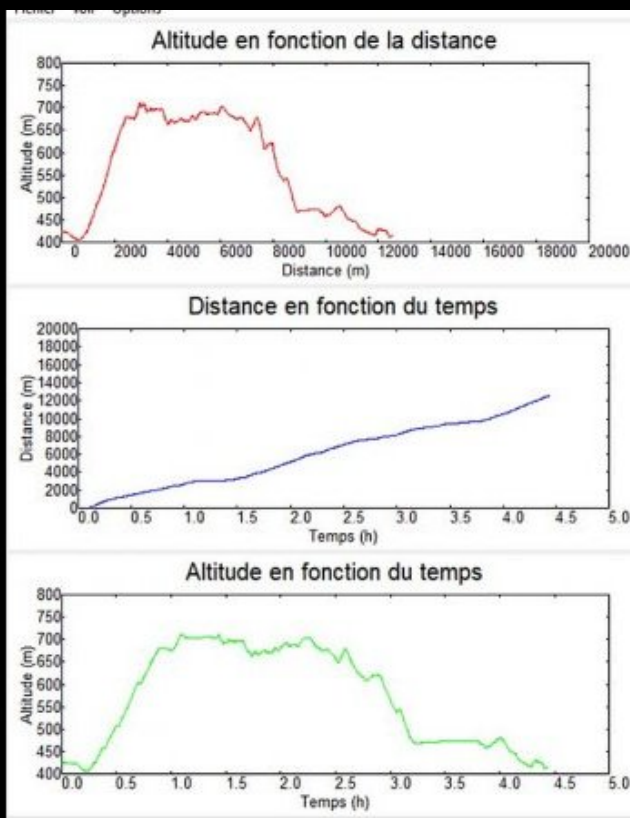 Fichier Voir Options
Altitude en fonction de la distance
800
750
700
650
600
550
500
450
400
Altitude (m)
0 2000 4000 6000 8000 10000 12000 14000 16000 18000 20000
Distance (m)
Distance en fonction du temps
20000
18000
16000
14000
12000
10000
8000
6000
4000
2000
0
Distance (m)
0.0 0.5 1.0 1.5 2.0 2.5 3.0 3.5 4.0 4.5 5.0
Temps (h)
Altitude en fonction du temps
800
750
700
650
600
550
500
450
400
Altitude (m)
0.0 0.5 1.0 1.5 2.0 2.5 3.0 3.5 4.0 4.5 5.0
Temps (h)